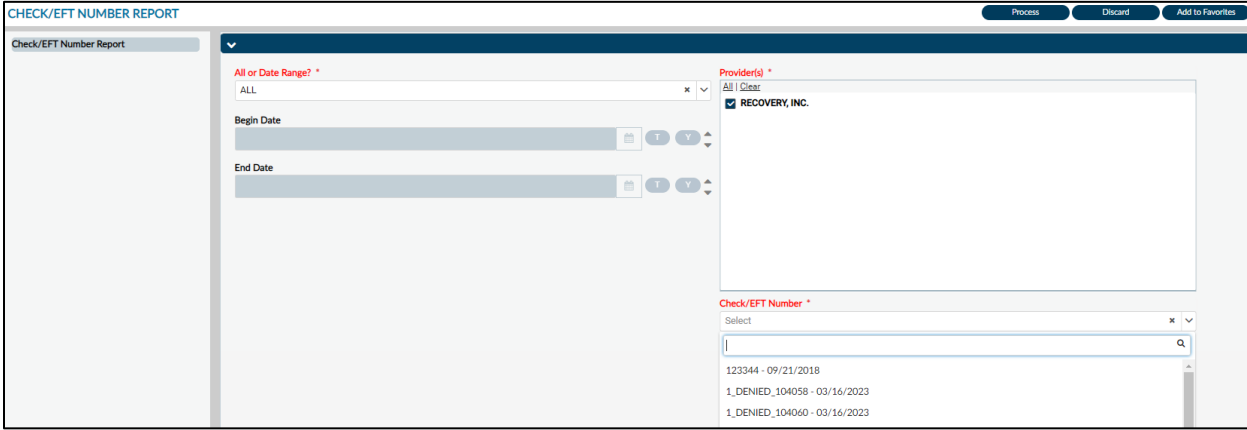 CHECK/EFT NUMBER REPORT
Process
Discard
Add to Favorites
Check/EFT Number Report
All or Date Range? *
ALL
Begin Date
T Y
End Date
T Y
Provider(s) *
All | Clear
RECOVERY, INC.
Check/EFT Number *
Select
123344 - 09/21/2018
1_DENIED_104058 - 03/16/2023
1_DENIED_104060 - 03/16/2023